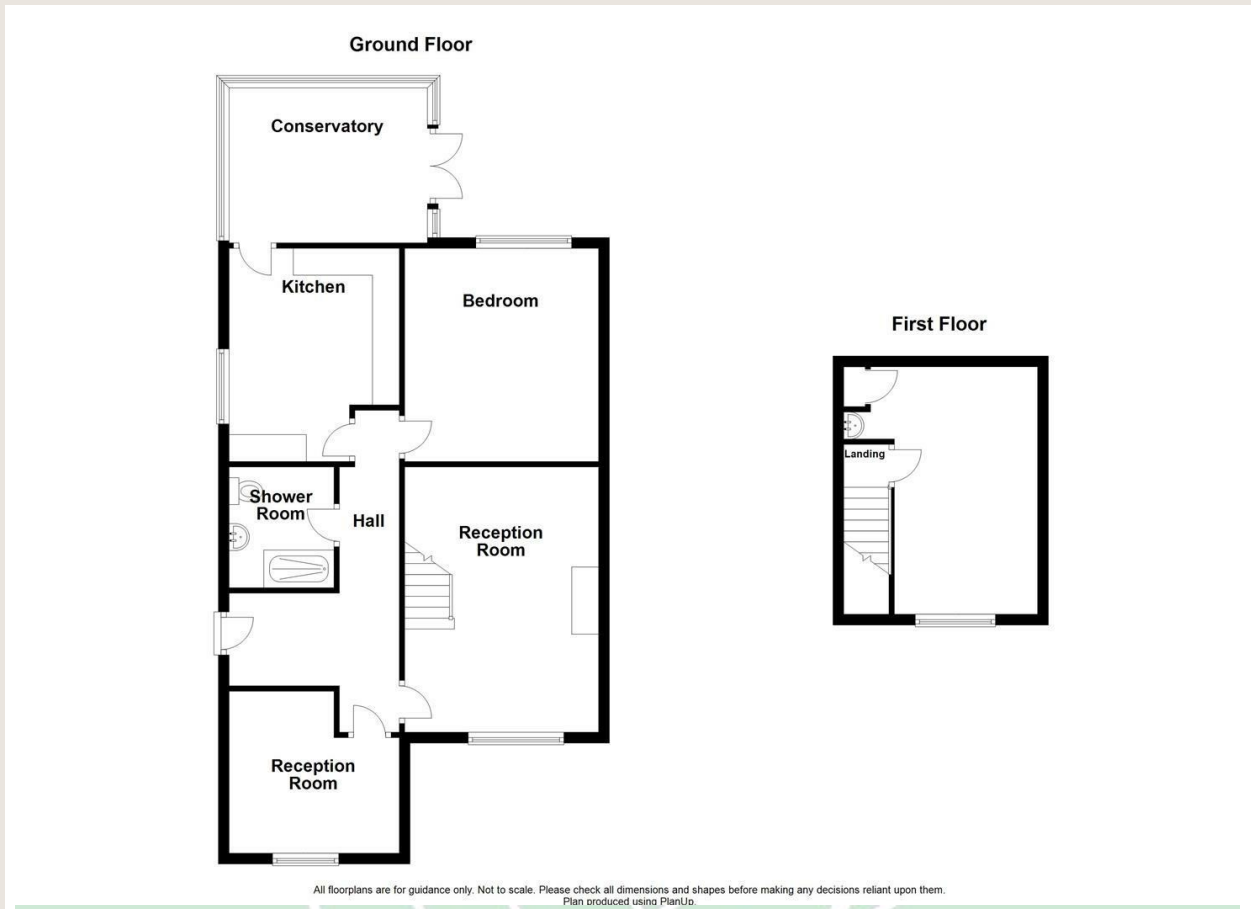 Ground Floor
Conservatory
Kitchen
Bedroom
Shower
Room
Hall
Reception
Room
Reception
Room
First Floor
Landing
All floorplans are for guidance only. Not to scale. Please check all dimensions and shapes before making any decisions reliant upon them.
Plan produced using PlanUp.